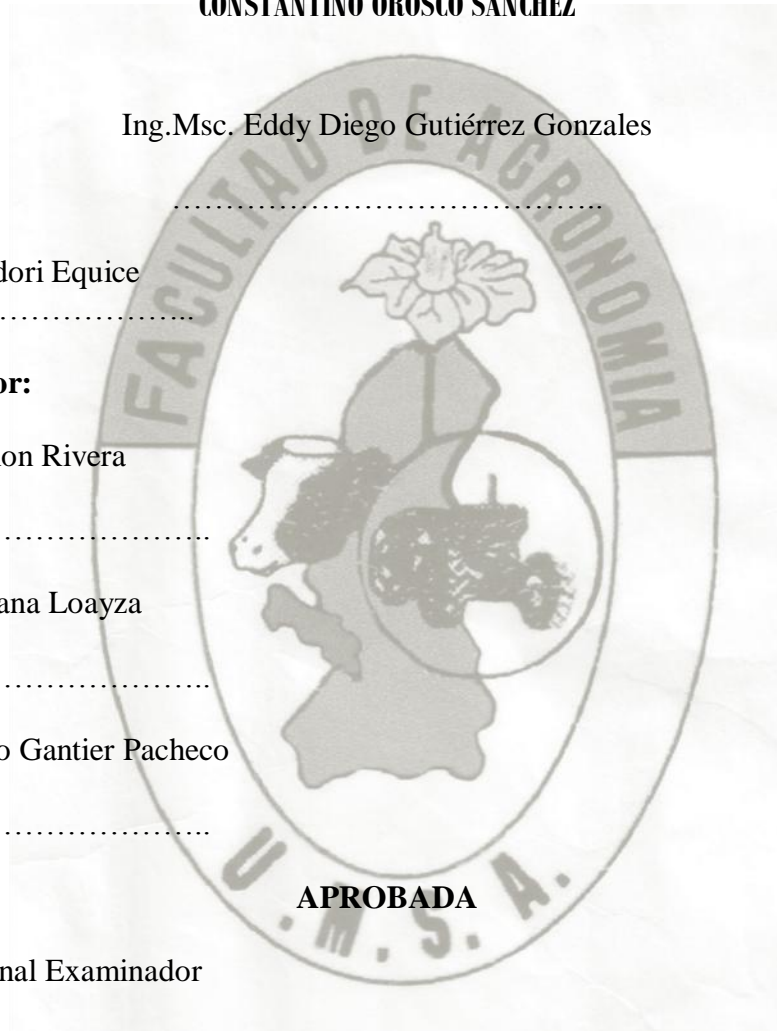 CONSTANTINO OROSCO SANCHEZ
Ing.Msc. Eddy Diego Gutiérrez Gonzales
……………………………………..
dori Equice
………………..
or:
on Rivera
………………..
ana Loayza
………………..
o Gantier Pacheco
………………..
APROBADA
nal Examinador
FACULTAD DE AGRONOMIA
U.M.S.A.